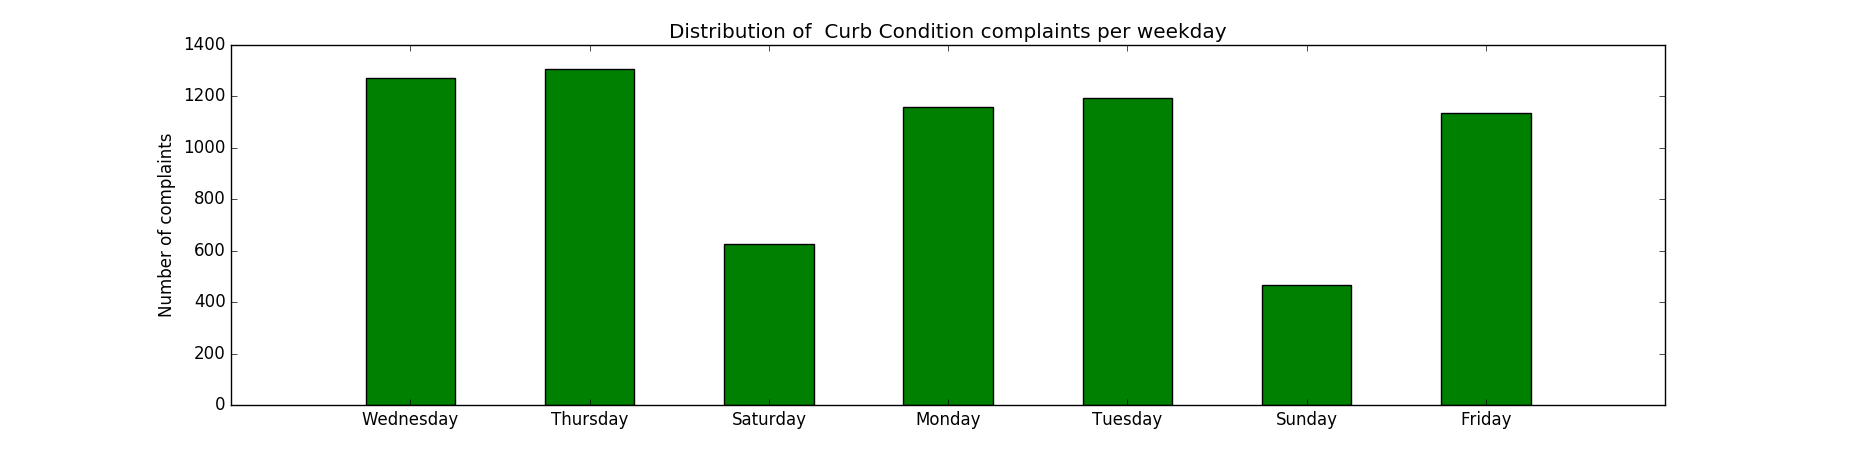 Distribution of  Curb Condition complaints per weekday
1400
1200
1000
800
600
400
200
0
Number of complaints
Wednesday Thursday Saturday Monday Tuesday Sunday Friday